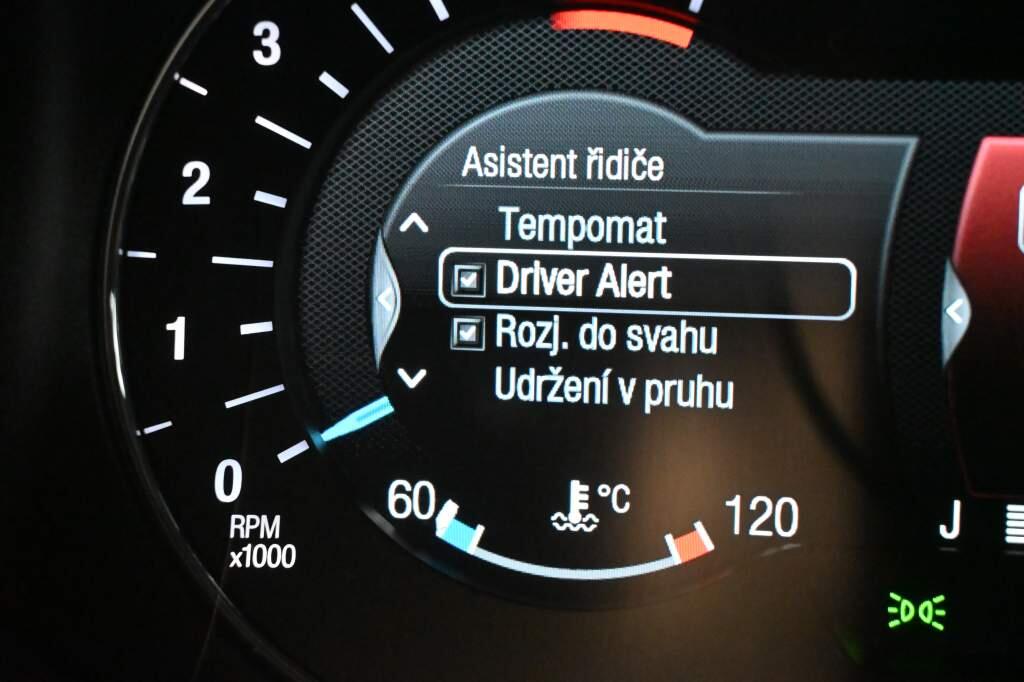 3
2
1
0
RPM
x1000
Asistent řidiče
Tempomat
Driver Alert
Rozj. do svahu
Udržení v pruhu
60 °C 120
J